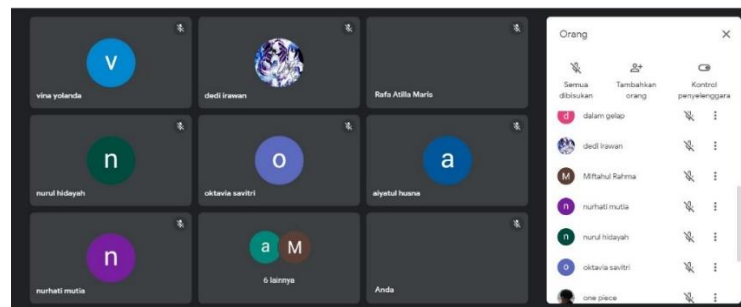 v
vina yolanda
dedi irawan
Rafa Atilla Maris
n
nurul hidayah
o
oktavia savitri
a
aiyatul husna
n
nurhati mutia
a M
6 lainnya
Anda
Orang
Semua dibisukan
Tambahkan orang
Kontrol penyelenggara
d dalam gelap
dedi irawan
M Miftahul Rahma
n nurhati mutia
n nurul hidayah
o oktavia savitri
one piece